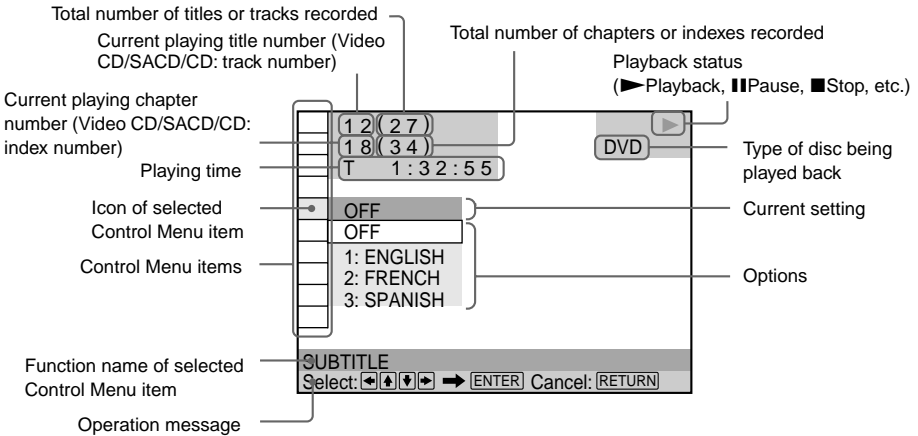 Total number of titles or tracks recorded
Current playing title number (Video
CD/SACD/CD: track number)
Total number of chapters or indexes recorded
Playback status
(▶Playback, ⏸Pause, ■Stop, etc.)
Current playing chapter
number (Video CD/SACD/CD:
index number)
Playing time
Icon of selected
Control Menu item
Control Menu items
Function name of selected
Control Menu item
Operation message
12(27)
18(34)
T 1:32:55
▶
DVD
OFF
OFF
1: ENGLISH
2: FRENCH
3: SPANISH
SUBTITLE
Select: ←↑↓→ ➡ ENTER Cancel: RETURN
Type of disc being
played back
Current setting
Options